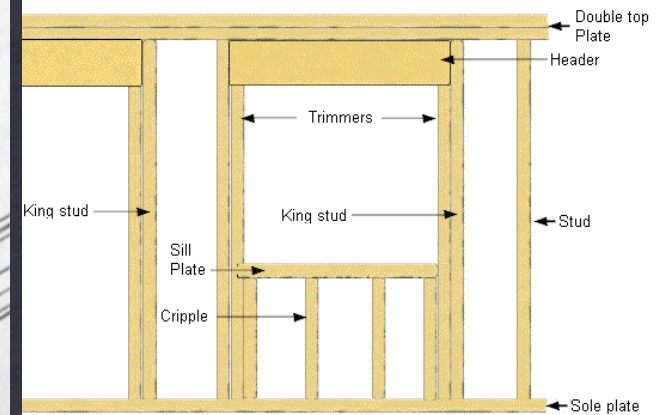 Double top
Plate
Header
Trimmers
King stud
King stud
Stud
Sill
Plate
Cripple
Sole plate